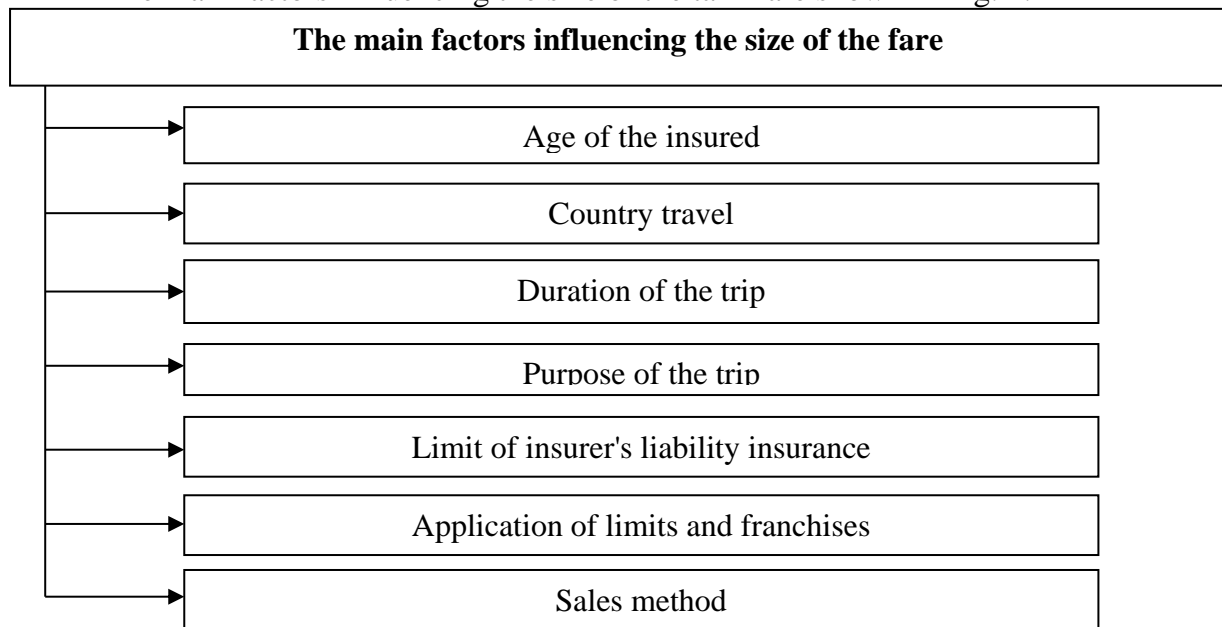 The main factors influencing the size of the fare
Age of the insured
Country travel
Duration of the trip
Purpose of the trip
Limit of insurer's liability insurance
Application of limits and franchises
Sales method